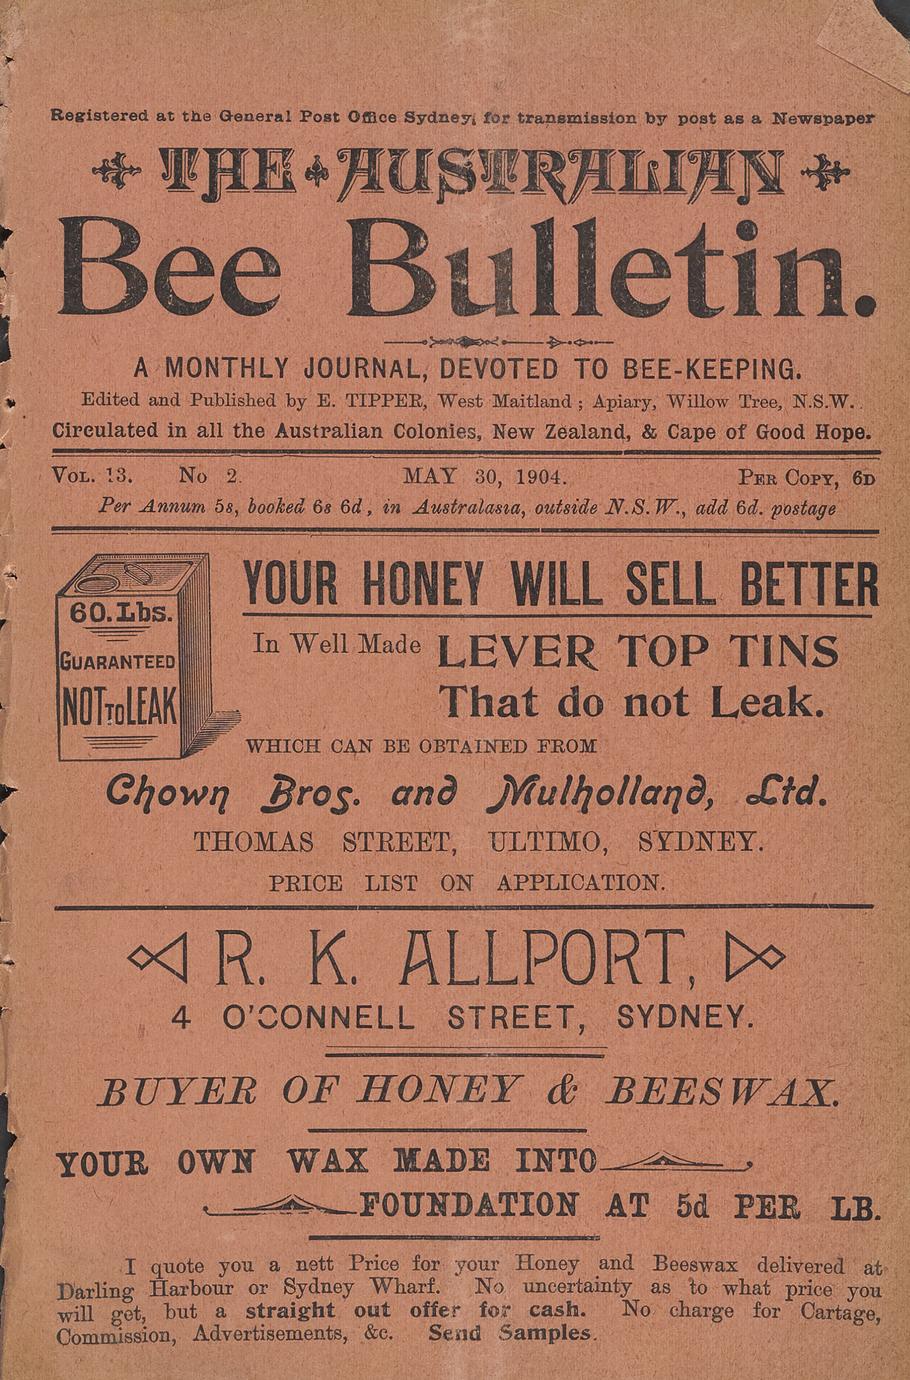 Registered at the General Post Office Sydney, for transmission by post as a Newspaper
THE AUSTRALIAN
Bee Bulletin.
A MONTHLY JOURNAL, DEVOTED TO BEE-KEEPING.
Edited and Published by E. TIPPER, West Maitland; Apiary, Willow Tree, N.S.W.
Circulated in all the Australian Colonies, New Zealand, & Cape of Good Hope.
VOL. 13. No 2. MAY 30, 1904. PER COPY, 6D
Per Annum 5s, booked 6s 6d, in Australasia, outside N.S.W., add 6d. postage
60. Lbs.
GUARANTEED
NOT TO LEAK
YOUR HONEY WILL SELL BETTER
In Well Made LEVER TOP TINS
That do not Leak.
WHICH CAN BE OBTAINED FROM
Chown Bros. and Mulholland, Ltd.
THOMAS STREET, ULTIMO, SYDNEY.
PRICE LIST ON APPLICATION.
R. K. ALLPORT,
4 O'CONNELL STREET, SYDNEY.
BUYER OF HONEY & BEESWAX.
YOUR OWN WAX MADE INTO
FOUNDATION AT 5d PER LB.
I quote you a nett Price for your Honey and Beeswax delivered at
Darling Harbour or Sydney Wharf. No uncertainty as to what price you
will get, but a straight out offer for cash. No charge for Cartage,
Commission, Advertisements, &c. Send Samples.